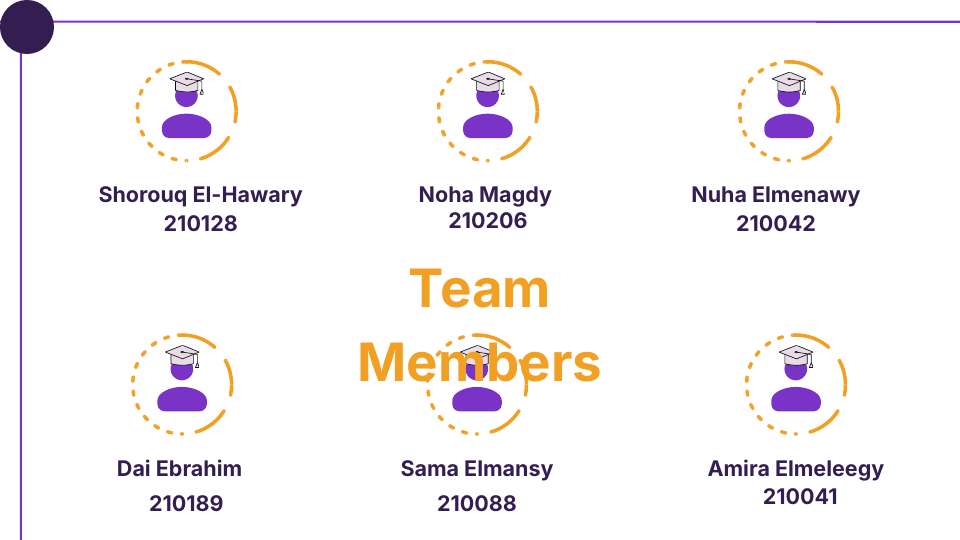 Shorouq El-Hawary
210128
Noha Magdy
210206
Nuha Elmenawy
210042
Team
Members
Dai Ebrahim
210189
Sama Elmansy
210088
Amira Elmeleegy
210041